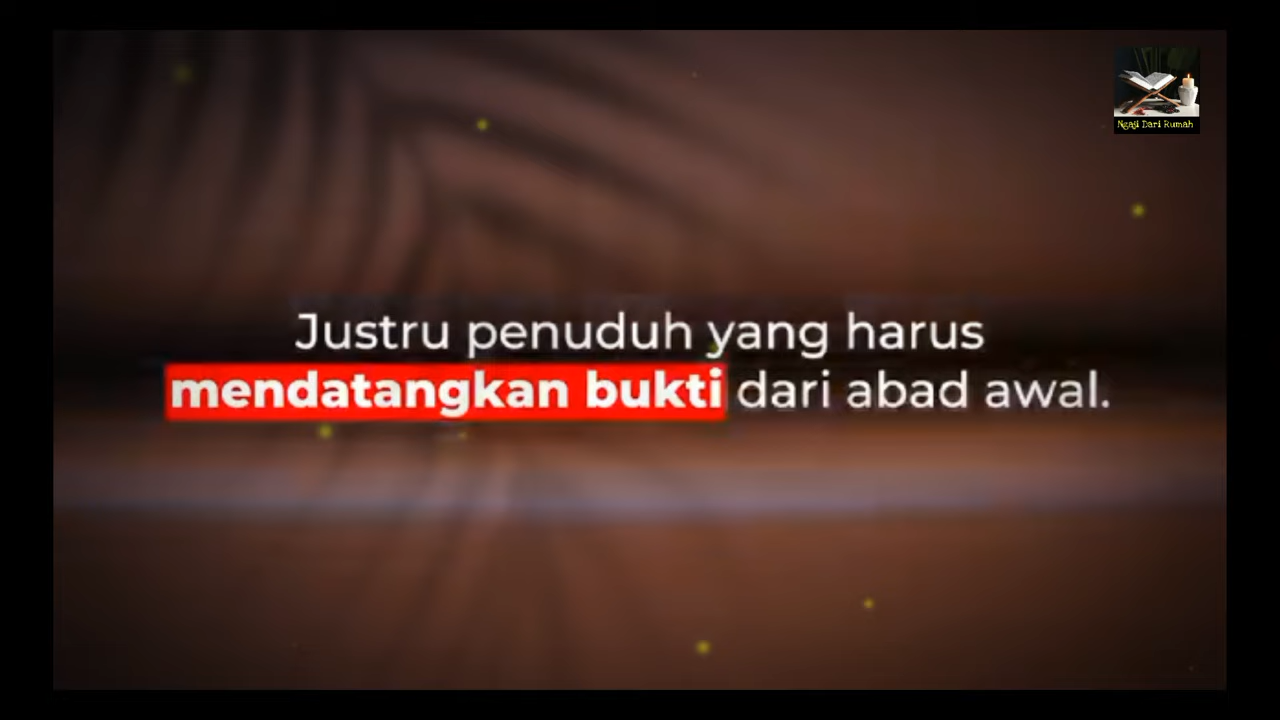 Ngaji Dari Rumah
Justru penuduh yang harus
mendatangkan bukti dari abad awal.